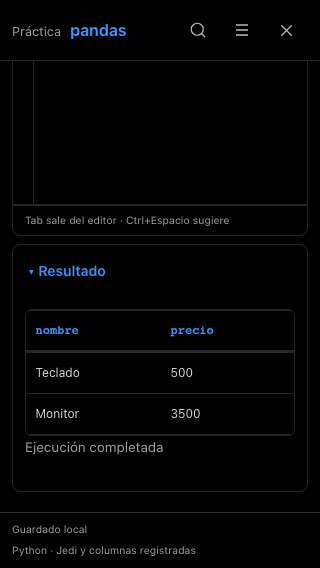 Práctica pandas
Tab sale del editor · Ctrl+Espacio sugiere
▾ Resultado
nombre precio
Teclado 500
Monitor 3500
Ejecución completada
Guardado local
Python · Jedi y columnas registradas